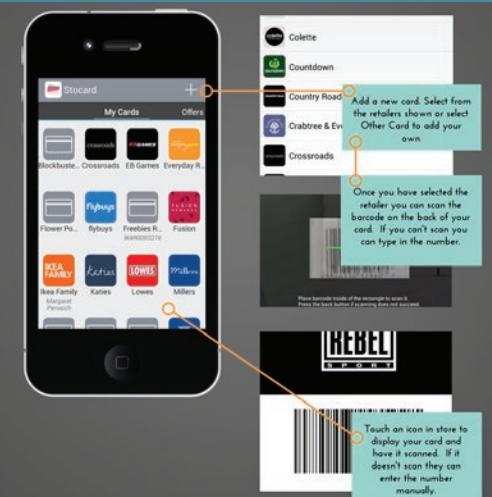 Stocard
My Cards
Offers
Blockbuste...
Crossroads
EB Games
Everyday R...
Flower Po...
flybuys
Freebies R...
Fusion
IKEA
FAMILY
Katies
LOWES
Millers
Ikea Family
Katies
Lowes
Millers
Margaret
Colette
Countdown
Country Road
Crabtree & Eve
Crossroads
Add a new card. Select from
the retailers shown or select
Other Card to add your
own
Once you have selected the
retailer you can scan the
barcode on the back of your
card. If you can't scan you
can type in the number.
Place barcode inside of the rectangle to scan it.
Press the back button if scanning does not succeed.
REBEL
SPORT
Touch an icon in store to
display your card and
have it scanned. If it
doesn't scan they can
enter the number
manually.